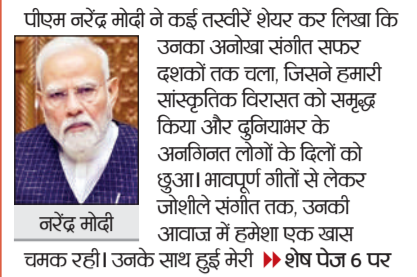 पीएम नरेंद्र मोदी ने कई तस्वीरें शेयर कर लिखा कि
उनका अनोखा संगीत सफर
दशकों तक चला, जिसने हमारी
सांस्कृतिक विरासत को समृद्ध
किया और दुनियाभर के
अनगिनत लोगों के दिलों को
छुआ। भावपूर्ण गीतों से लेकर
जोशीले संगीत तक, उनकी
आवाज में हमेशा एक खास
चमक रही। उनके साथ हुई मेरी ▶▶शेष पेज 6 पर
नरेंद्र मोदी